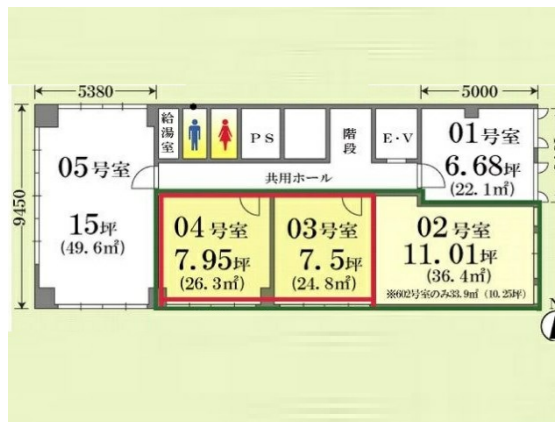 5380
5000
9450
給湯室
PS
階段
E・V
共用ホール
05号室
15坪
(49.6㎡)
01号室
6.68坪
(22.1㎡)
04号室
7.95坪
(26.3㎡)
03号室
7.5坪
(24.8㎡)
02号室
11.01坪
(36.4㎡)
※602号室のみ33.9㎡ (10.25坪)